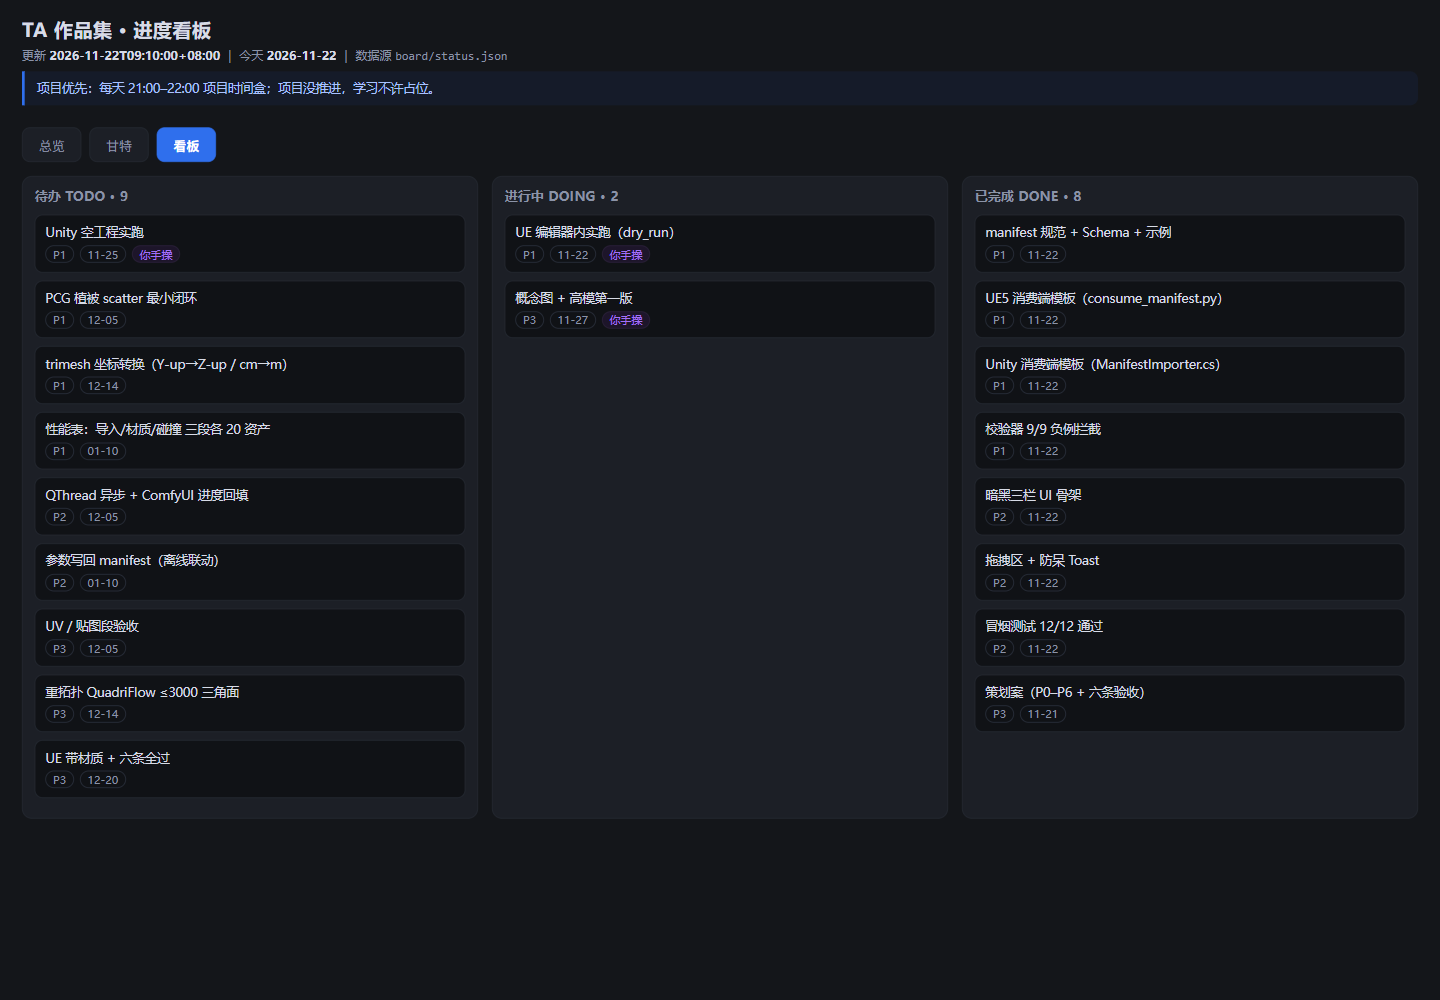 TA 作品集 · 进度看板
更新 2026-11-22T09:10:00+08:00 | 今天 2026-11-22 | 数据源 board/status.json
项目优先：每天 21:00–22:00 项目时间盒；项目没推进，学习不许占位。
总览 甘特 看板
待办 TODO · 9
Unity 空工程实跑
P1 11-25 你手操
PCG 植被 scatter 最小闭环
P1 12-05
trimesh 坐标转换（Y-up→Z-up / cm→m）
P1 12-14
性能表：导入/材质/碰撞 三段各 20 资产
P1 01-10
QThread 异步 + ComfyUI 进度回填
P2 12-05
参数写回 manifest（离线联动）
P2 01-10
UV / 贴图段验收
P3 12-05
重拓扑 QuadriFlow ≤3000 三角面
P3 12-14
UE 带材质 + 六条全过
P3 12-20
进行中 DOING · 2
UE 编辑器内实跑（dry_run）
P1 11-22 你手操
概念图 + 高模第一版
P3 11-27 你手操
已完成 DONE · 8
manifest 规范 + Schema + 示例
P1 11-22
UE5 消费端模板（consume_manifest.py）
P1 11-22
Unity 消费端模板（ManifestImporter.cs）
P1 11-22
校验器 9/9 负例拦截
P1 11-22
暗黑三栏 UI 骨架
P2 11-22
拖拽区 + 防呆 Toast
P2 11-22
冒烟测试 12/12 通过
P2 11-22
策划案（P0–P6 + 六条验收）
P3 11-21